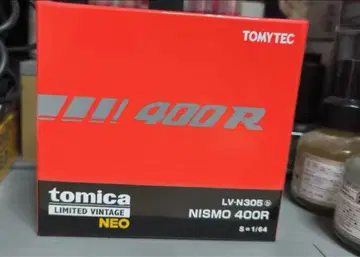 TOMYTEC
400R
tomica
LIMITED VINTAGE
NEO
LV-N305
NISMO 400R
S=1/64